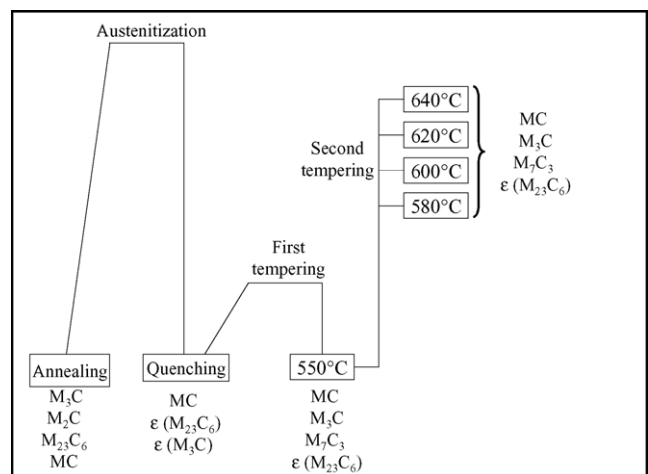 Austenitization
640°C
620°C
600°C
580°C
Second
tempering
MC
M₃C
M₇C₃
ε (M₂₃C₆)
First
tempering
Annealing
M₃C
M₂C
M₂₃C₆
MC
Quenching
MC
ε (M₂₃C₆)
ε (M₃C)
550°C
MC
M₃C
M₇C₃
ε (M₂₃C₆)